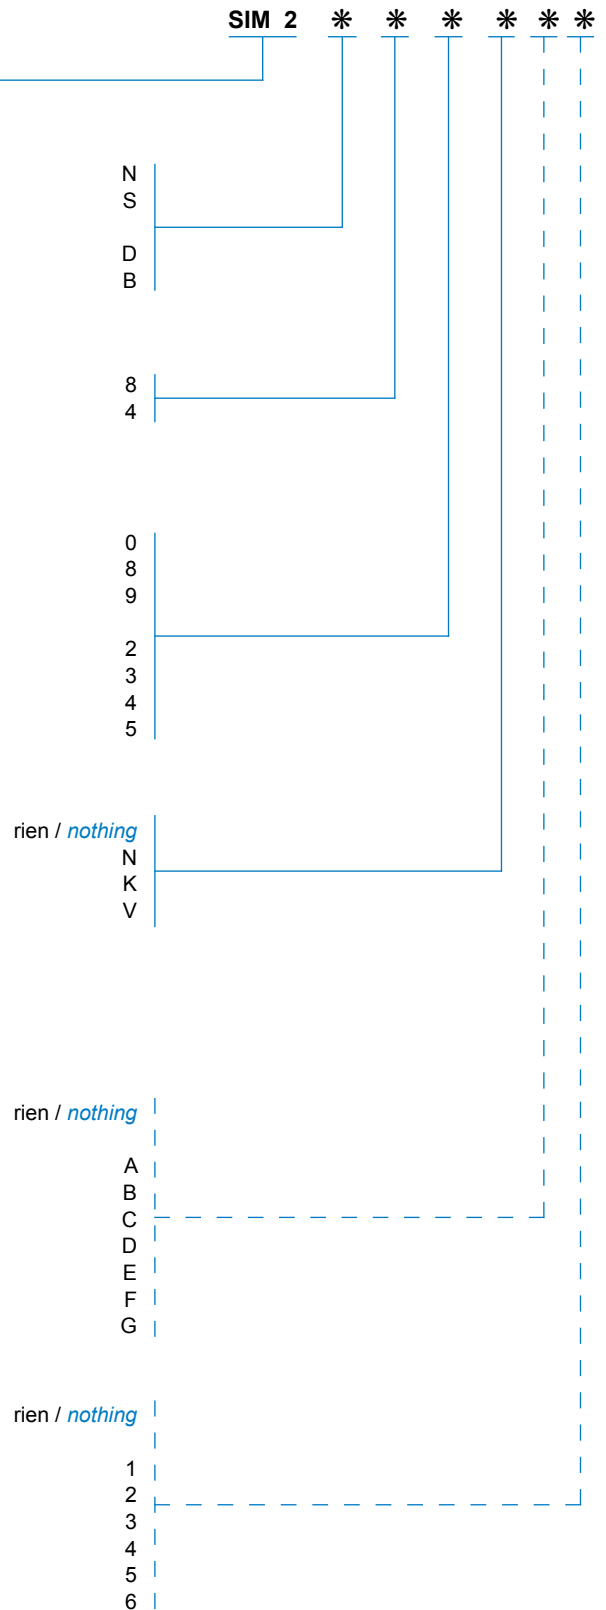 SIM 2 ❋ ❋ ❋ ❋ ❋ ❋
N
S
D
B
8
4
0
8
9
2
3
4
5
rien / nothing
N
K
V
rien / nothing
A
B
C
D
E
F
G
rien / nothing
1
2
3
4
5
6